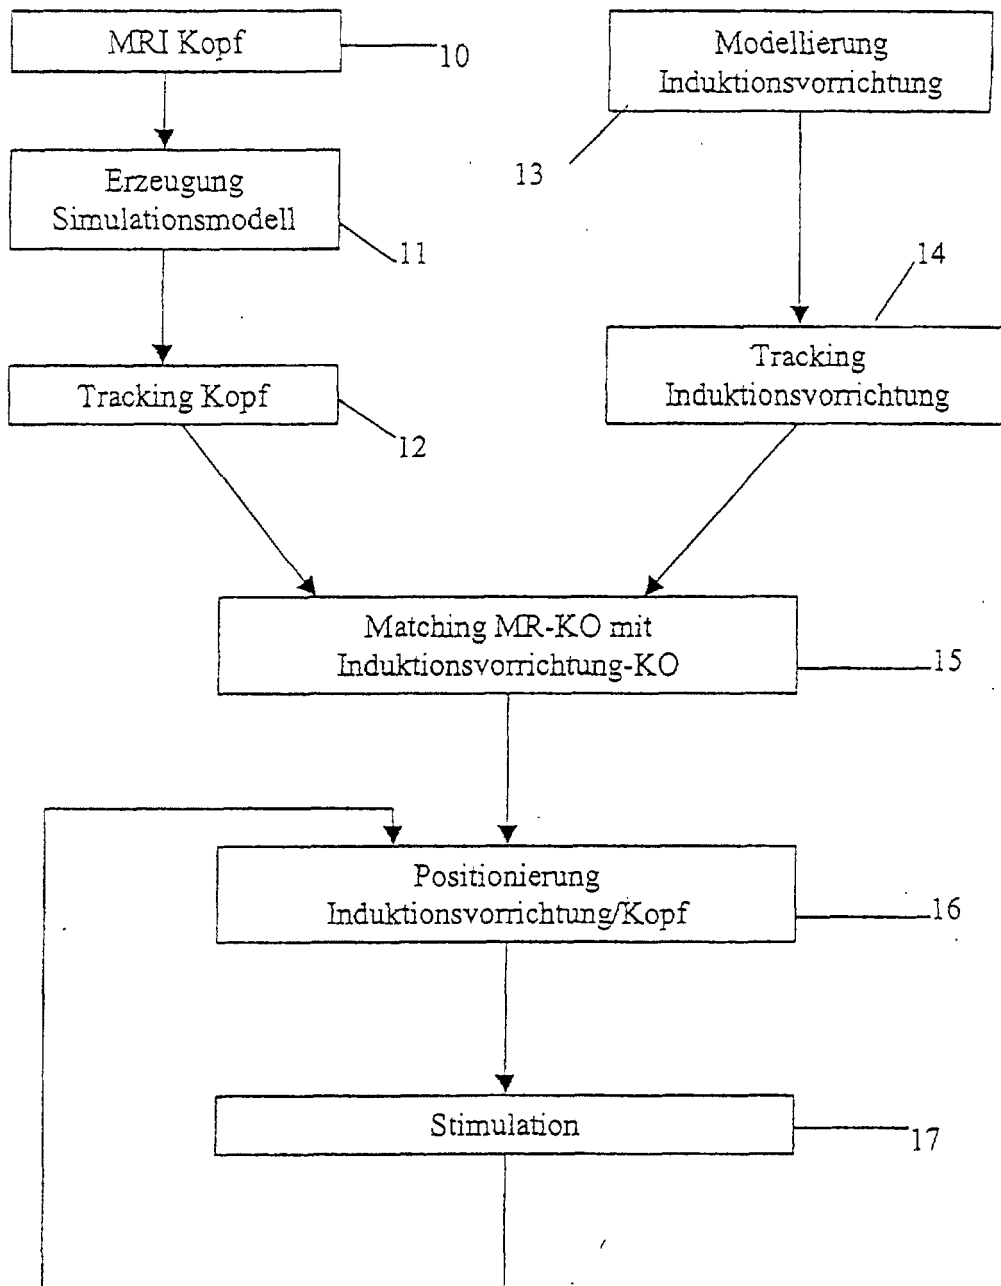 MRI Kopf
10
Modellierung
Induktionsvorrichtung
13
Erzeugung
Simulationsmodell
11
14
Tracking Kopf
12
Tracking
Induktionsvorrichtung
Matching MR-KO mit
Induktionsvorrichtung-KO
15
Positionierung
Induktionsvorrichtung/Kopf
16
Stimulation
17